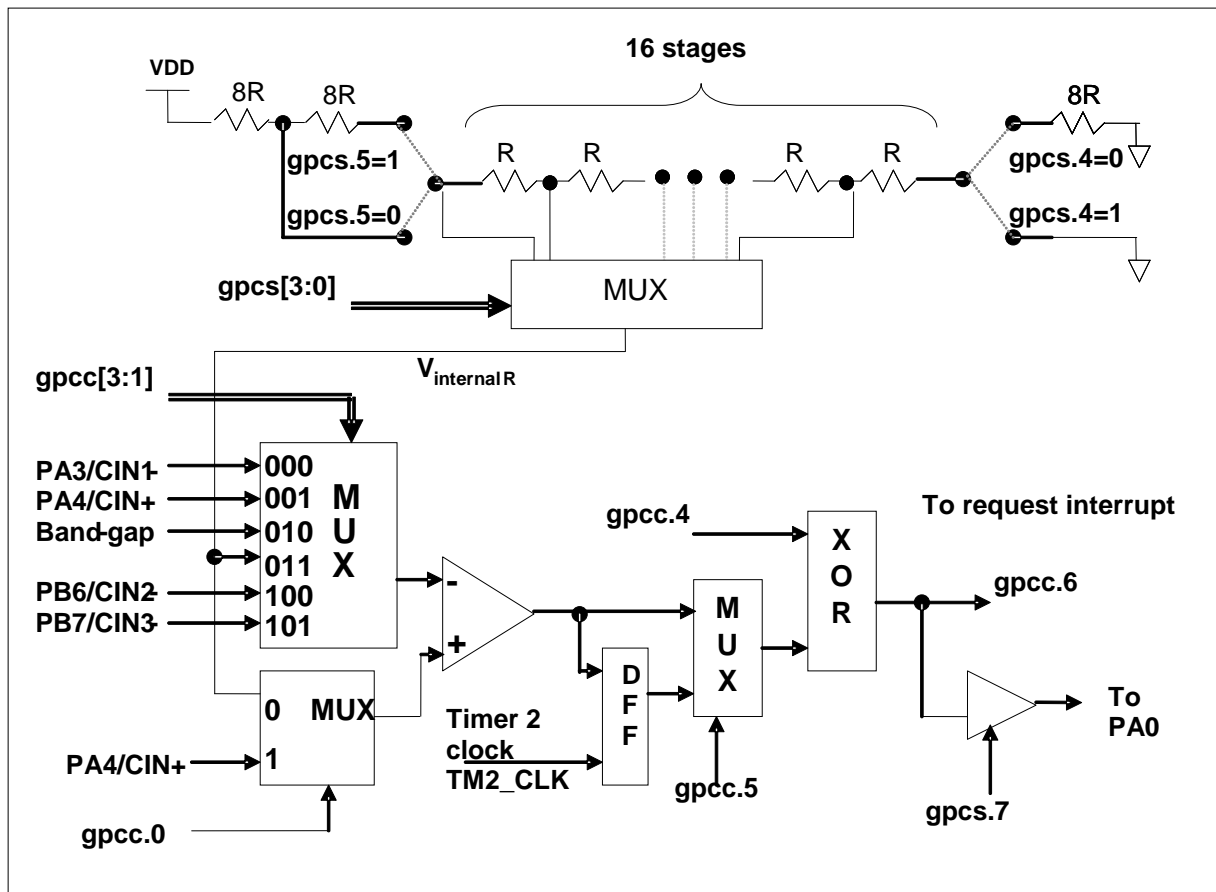 16 stages
VDD
8R
8R
8R
gpcs.5=1
R
R
R
R
gpcs.4=0
gpcs.5=0
gpcs.4=1
gpcs[3:0]
MUX
VinternalR
gpcc[3:1]
PA3/CIN1-
000
PA4/CIN+
001
Band-gap
010
011
PB6/CIN2-
100
PB7/CIN3-
101
M
U
X
-
+
gpcc.4
To request interrupt
X
O
R
gpcc.6
M
U
X
D
F
F
0
MUX
1
PA4/CIN+
gpcc.0
Timer 2
clock
TM2_CLK
gpcc.5
To
PA0
gpcs.7